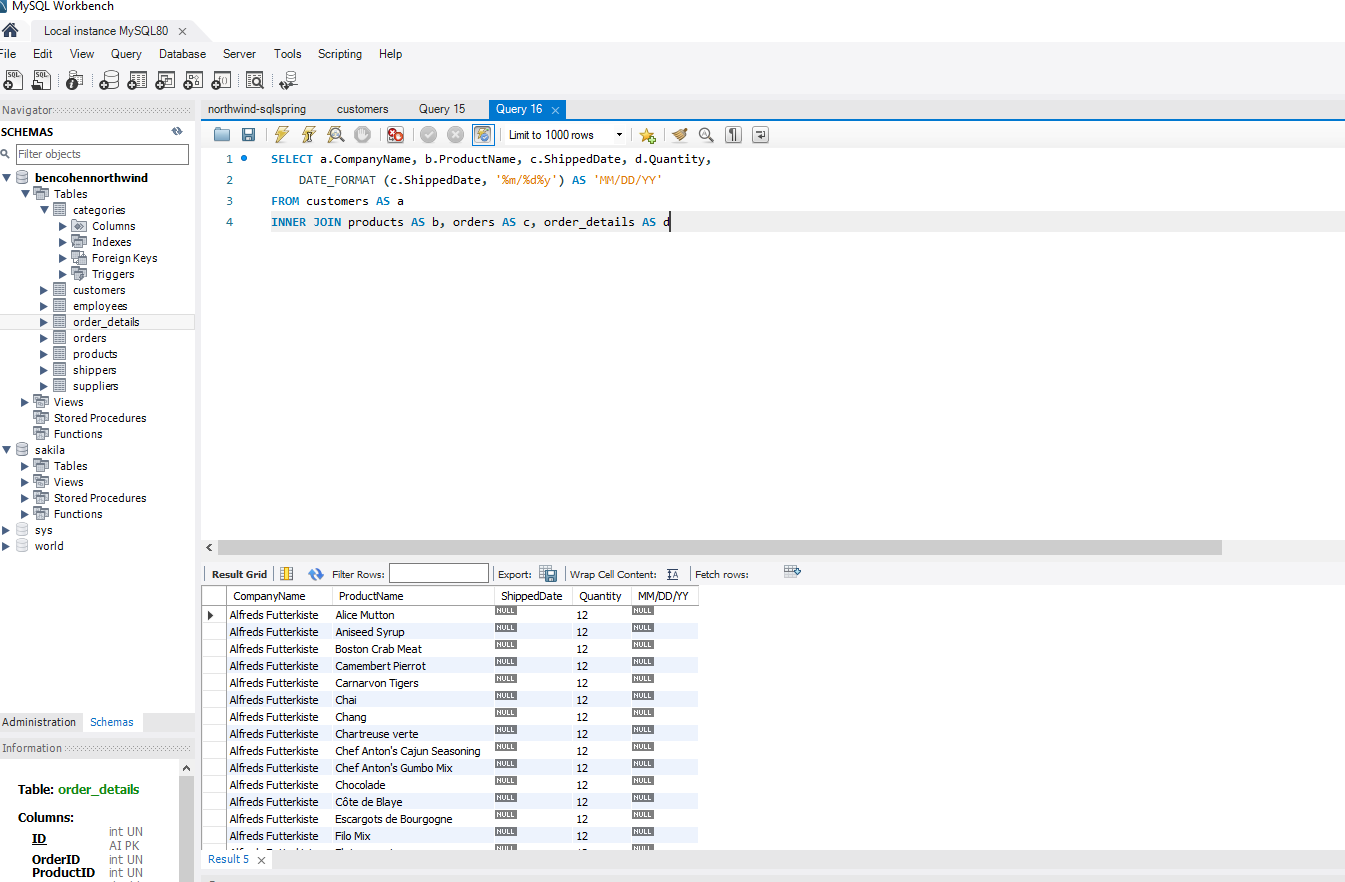 MySQL Workbench
Local instance MySQL80
File Edit View Query Database Server Tools Scripting Help
Navigator
SCHEMAS
Filter objects
bencohennorthwind
Tables
categories
Columns
Indexes
Foreign Keys
Triggers
customers
employees
order_details
orders
products
shippers
suppliers
Views
Stored Procedures
Functions
sakila
Tables
Views
Stored Procedures
Functions
sys
world
Administration Schemas
Information
Table: order_details
Columns:
ID int UN
AI PK
OrderID int UN
ProductID int UN
northwind-sqlspring customers Query 15 Query 16
Limit to 1000 rows
1 SELECT a.CompanyName, b.ProductName, c.ShippedDate, d.Quantity,
2 DATE_FORMAT (c.ShippedDate, '%m/%d%y') AS 'MM/DD/YY'
3 FROM customers AS a
4 INNER JOIN products AS b, orders AS c, order_details AS d
Result Grid Filter Rows: Export: Wrap Cell Content: Fetch rows:
CompanyName ProductName ShippedDate Quantity MM/DD/YY
Alfreds Futterkiste Alice Mutton NULL 12 NULL
Alfreds Futterkiste Aniseed Syrup NULL 12 NULL
Alfreds Futterkiste Boston Crab Meat NULL 12 NULL
Alfreds Futterkiste Camembert Pierrot NULL 12 NULL
Alfreds Futterkiste Carnarvon Tigers NULL 12 NULL
Alfreds Futterkiste Chai NULL 12 NULL
Alfreds Futterkiste Chang NULL 12 NULL
Alfreds Futterkiste Chartreuse verte NULL 12 NULL
Alfreds Futterkiste Chef Anton's Cajun Seasoning NULL 12 NULL
Alfreds Futterkiste Chef Anton's Gumbo Mix NULL 12 NULL
Alfreds Futterkiste Chocolade NULL 12 NULL
Alfreds Futterkiste Côte de Blaye NULL 12 NULL
Alfreds Futterkiste Escargots de Bourgogne NULL 12 NULL
Alfreds Futterkiste Filo Mix NULL 12 NULL
Result 5